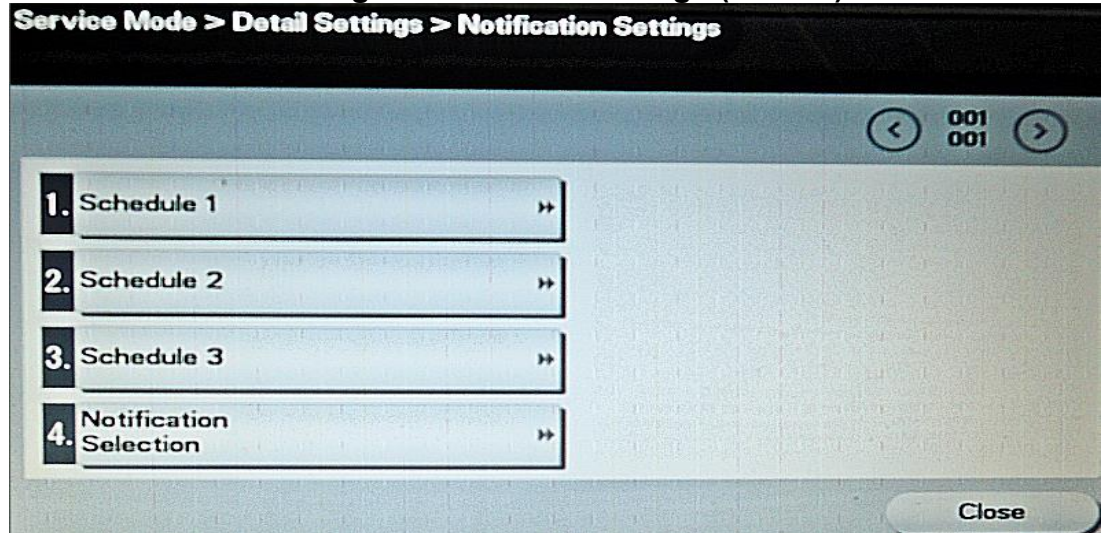 Service Mode > Detail Settings > Notification Settings
001
001
1. Schedule 1
2. Schedule 2
3. Schedule 3
4. Notification
Selection
Close